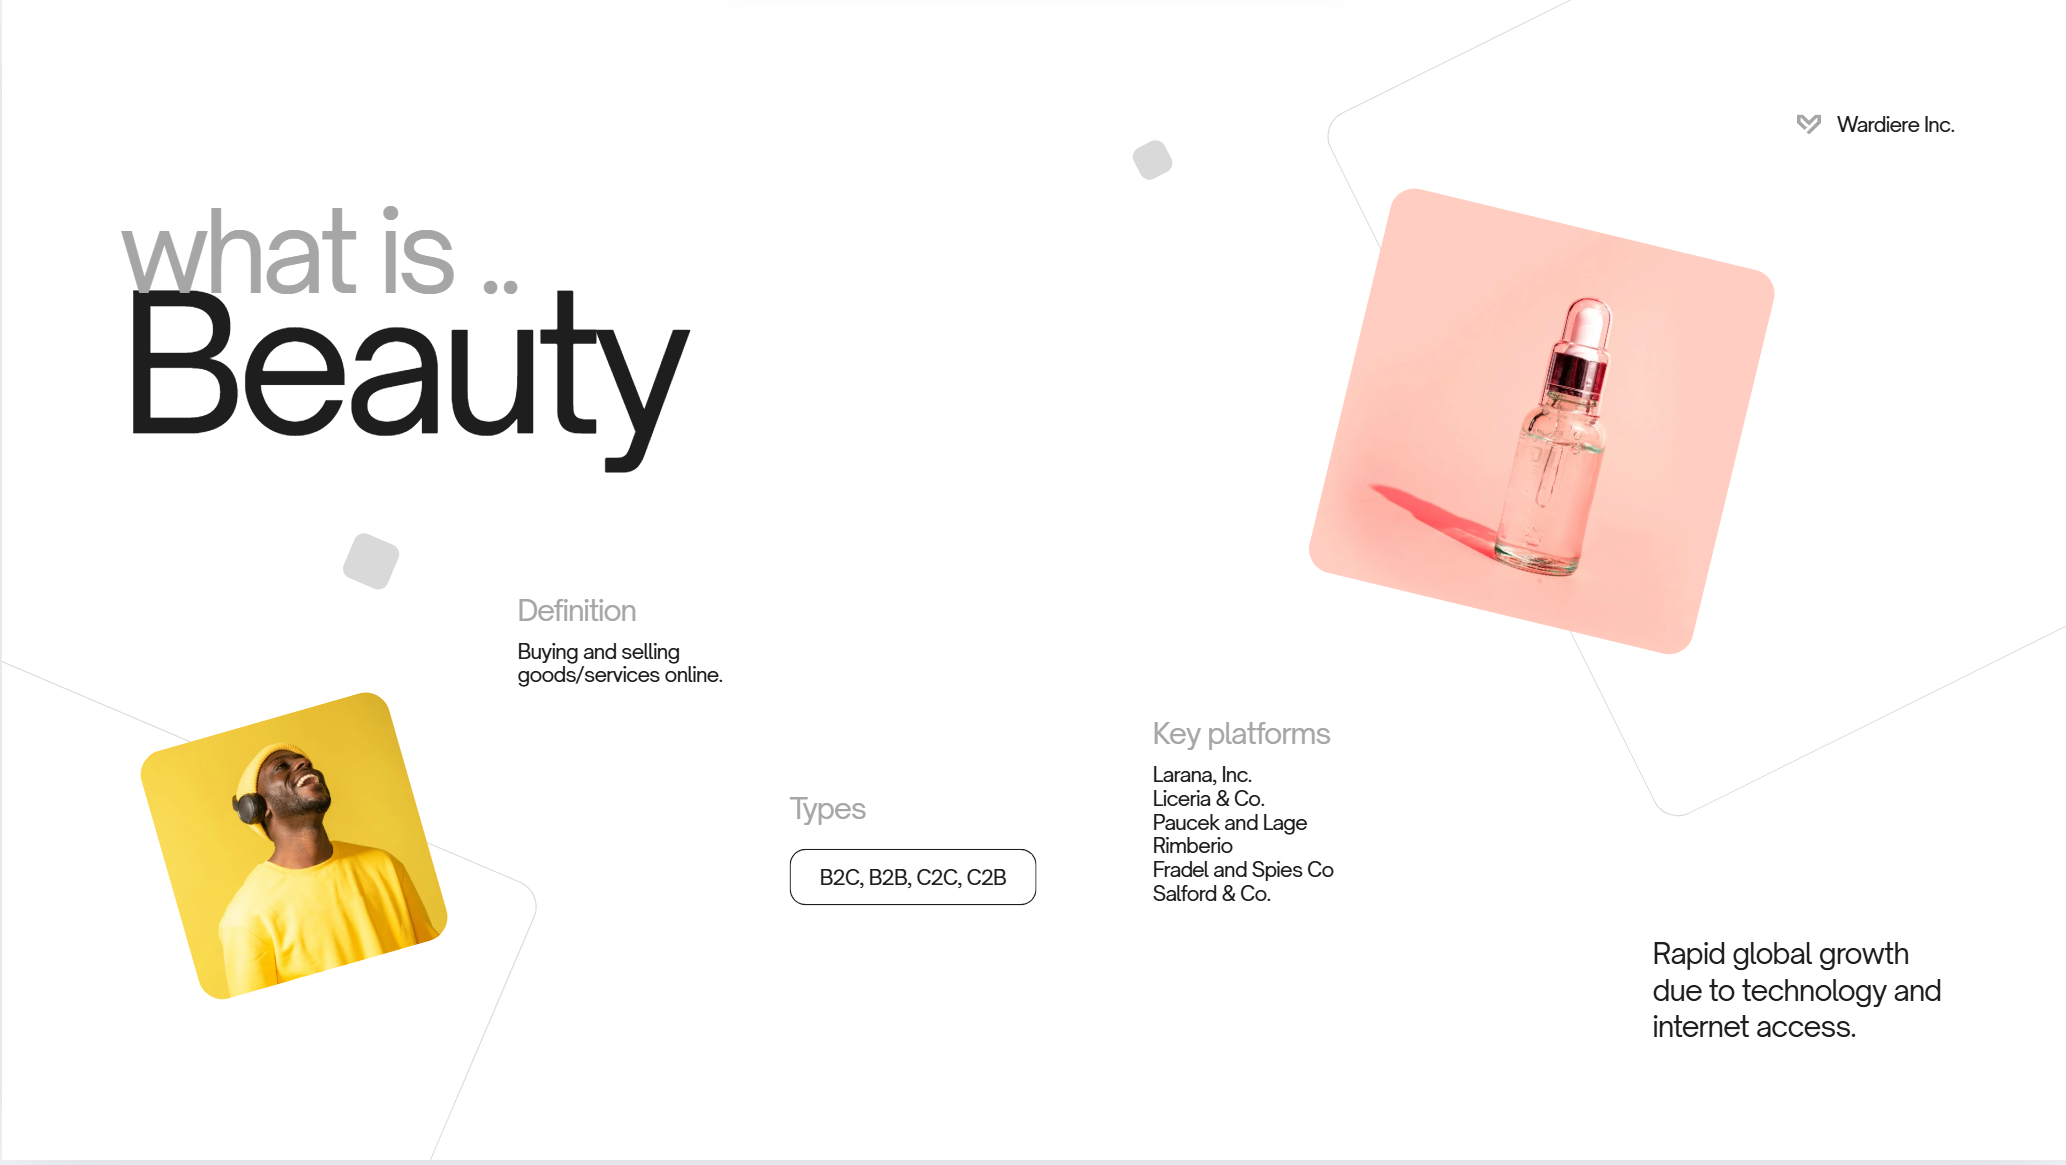 Wardiere Inc.
what is ..
Beauty
Definition
Buying and selling
goods/services online.
Types
B2C, B2B, C2C, C2B
Key platforms
Larana, Inc.
Liceria & Co.
Paucek and Lage
Rimberio
Fradel and Spies Co
Salford & Co.
Rapid global growth
due to technology and
internet access.